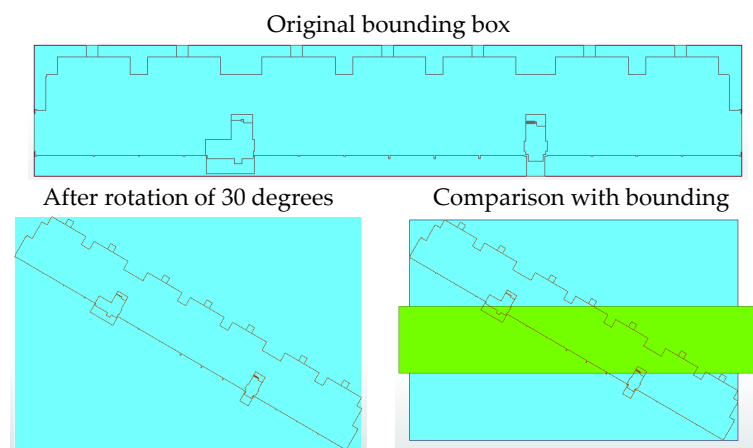 Original bounding box
After rotation of 30 degrees
Comparison with bounding